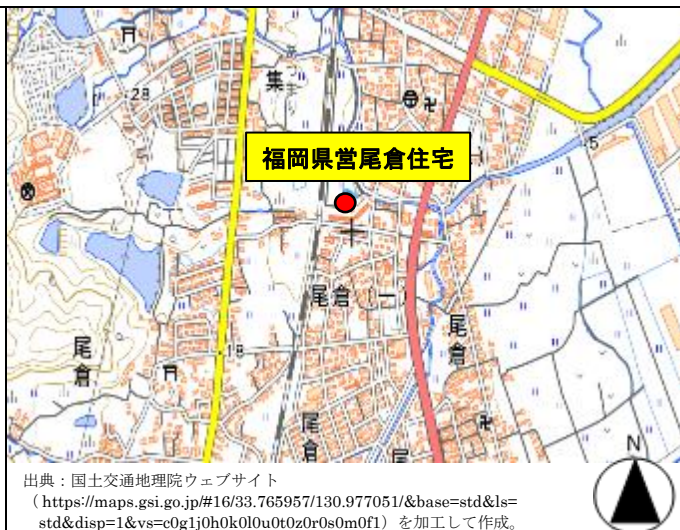 28
集
福岡県営尾倉住宅
5
尾倉(一)
尾倉
尾倉
18
尾倉
N
出典：国土交通地理院ウェブサイト
（https://maps.gsi.go.jp/#16/33.765957/130.977051/&base=std&ls=
std&disp=1&vs=c0g1j0h0k0l0u0t0z0r0s0m0f1）を加工して作成。